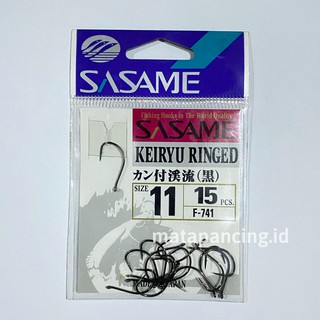 SASAME
Fishing Hooks In The World Quality
SASAME
KEIRYU RINGED
カン付渓流(黒)
SIZE 11 15 PCS.
F-741
matapancing.id
JAPAN